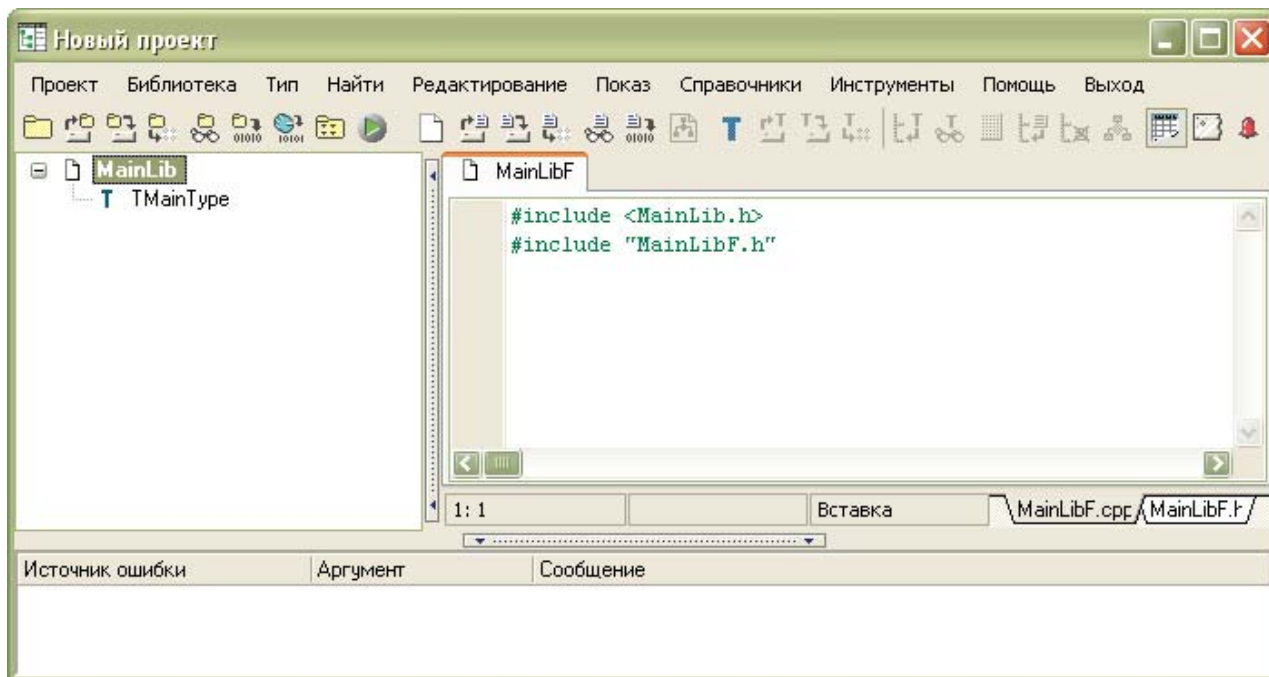 Новый проект
Проект Библиотека Тип Найти Редактирование Показ Справочники Инструменты Помощь Выход
MainLib
TMainType
MainLibF
#include <MainLib.h>
#include "MainLibF.h"
1: 1
Вставка
MainLibF.cpp
MainLibF.h
Источник ошибки Аргумент Сообщение